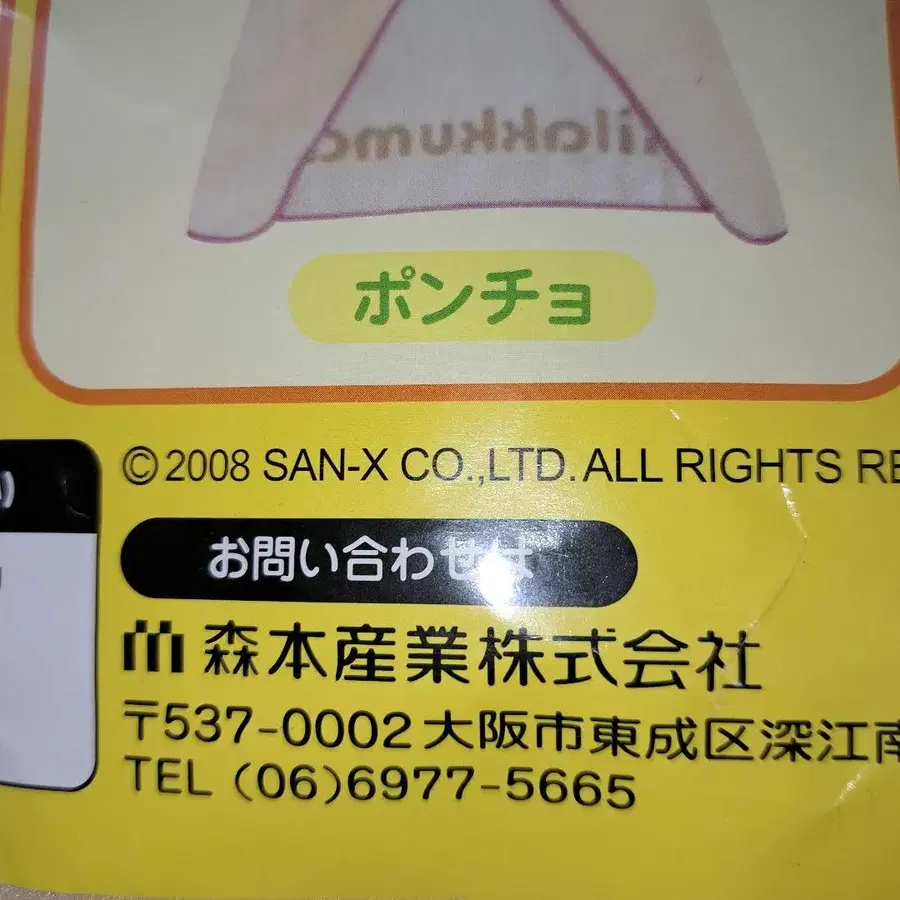 ilakkuma
ポンチョ
© 2008 SAN-X CO.,LTD. ALL RIGHTS RE
お問い合わせは
森本産業株式会社
〒537-0002 大阪市東成区深江南
TEL (06)6977-5665